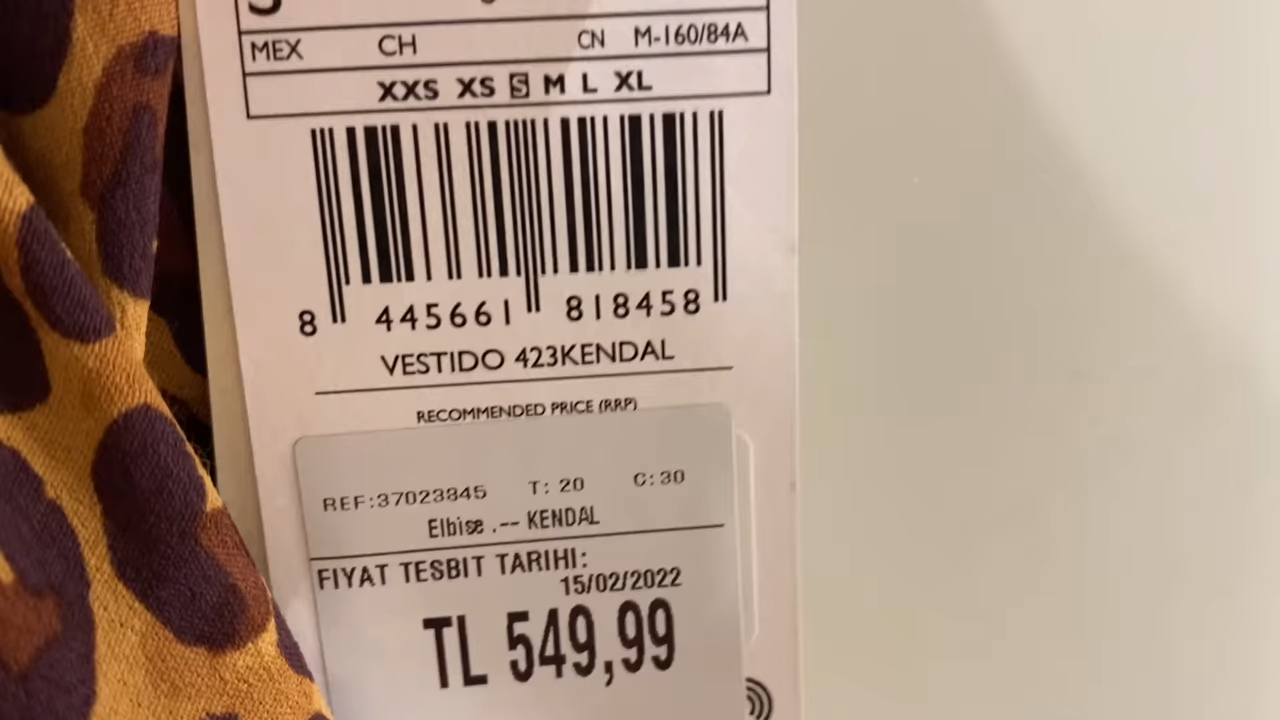 MEX CH CN M-160/84A
XXS XS S M L XL
8 445661 818458
VESTIDO 423KENDAL
RECOMMENDED PRICE (RRP)
REF:37023845 T: 20 C:30
Elbise .-- KENDAL
FIYAT TESBIT TARIHI:
15/02/2022
TL 549,99